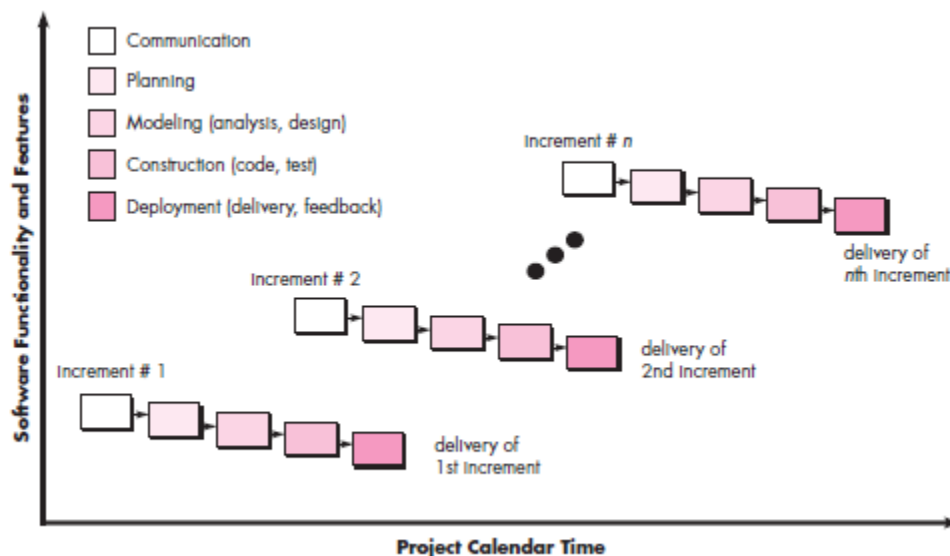 Communication
Planning
Modeling (analysis, design)
Construction (code, test)
Deployment (delivery, feedback)
Increment # n
delivery of
nth Increment
Increment # 2
delivery of
2nd Increment
Increment # 1
delivery of
1st Increment
Software Functionality and Features
Project Calendar Time